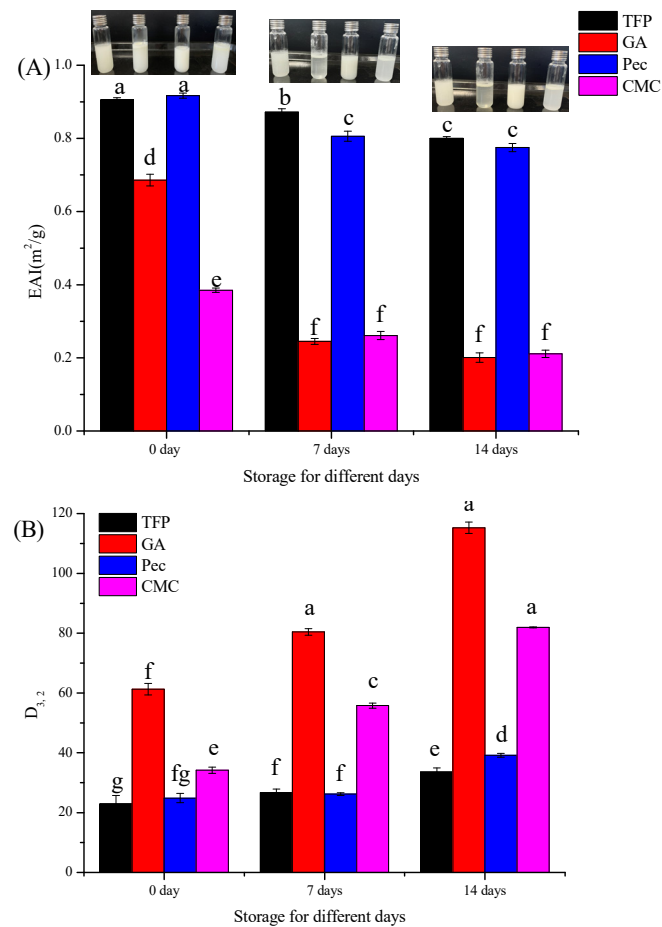 (A)
TFP
GA
Pec
CMC
EAI(m²/g)
1.0
0.8
0.6
0.4
0.2
0.0
a a
d
e
b
c
f f
c c
f f
0 day 7 days 14 days
Storage for different days
(B)
TFP
GA
Pec
CMC
D3, 2
120
100
80
60
40
20
0
g f fg e
f a f c
e a d a
0 day 7 days 14 days
Storage for different days